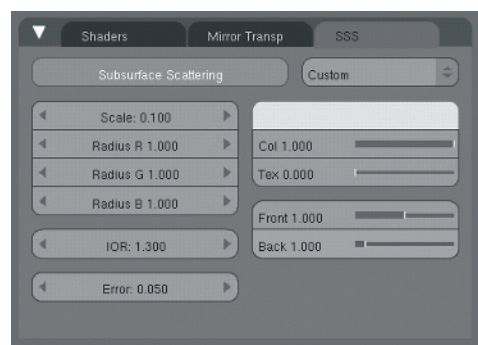 Shaders Mirror Transp SSS
Subsurface Scattering Custom
Scale: 0.100
Radius R 1.000
Radius G 1.000
Radius B 1.000
IOR: 1.300
Error: 0.050
Col 1.000
Tex 0.000
Front 1.000
Back 1.000